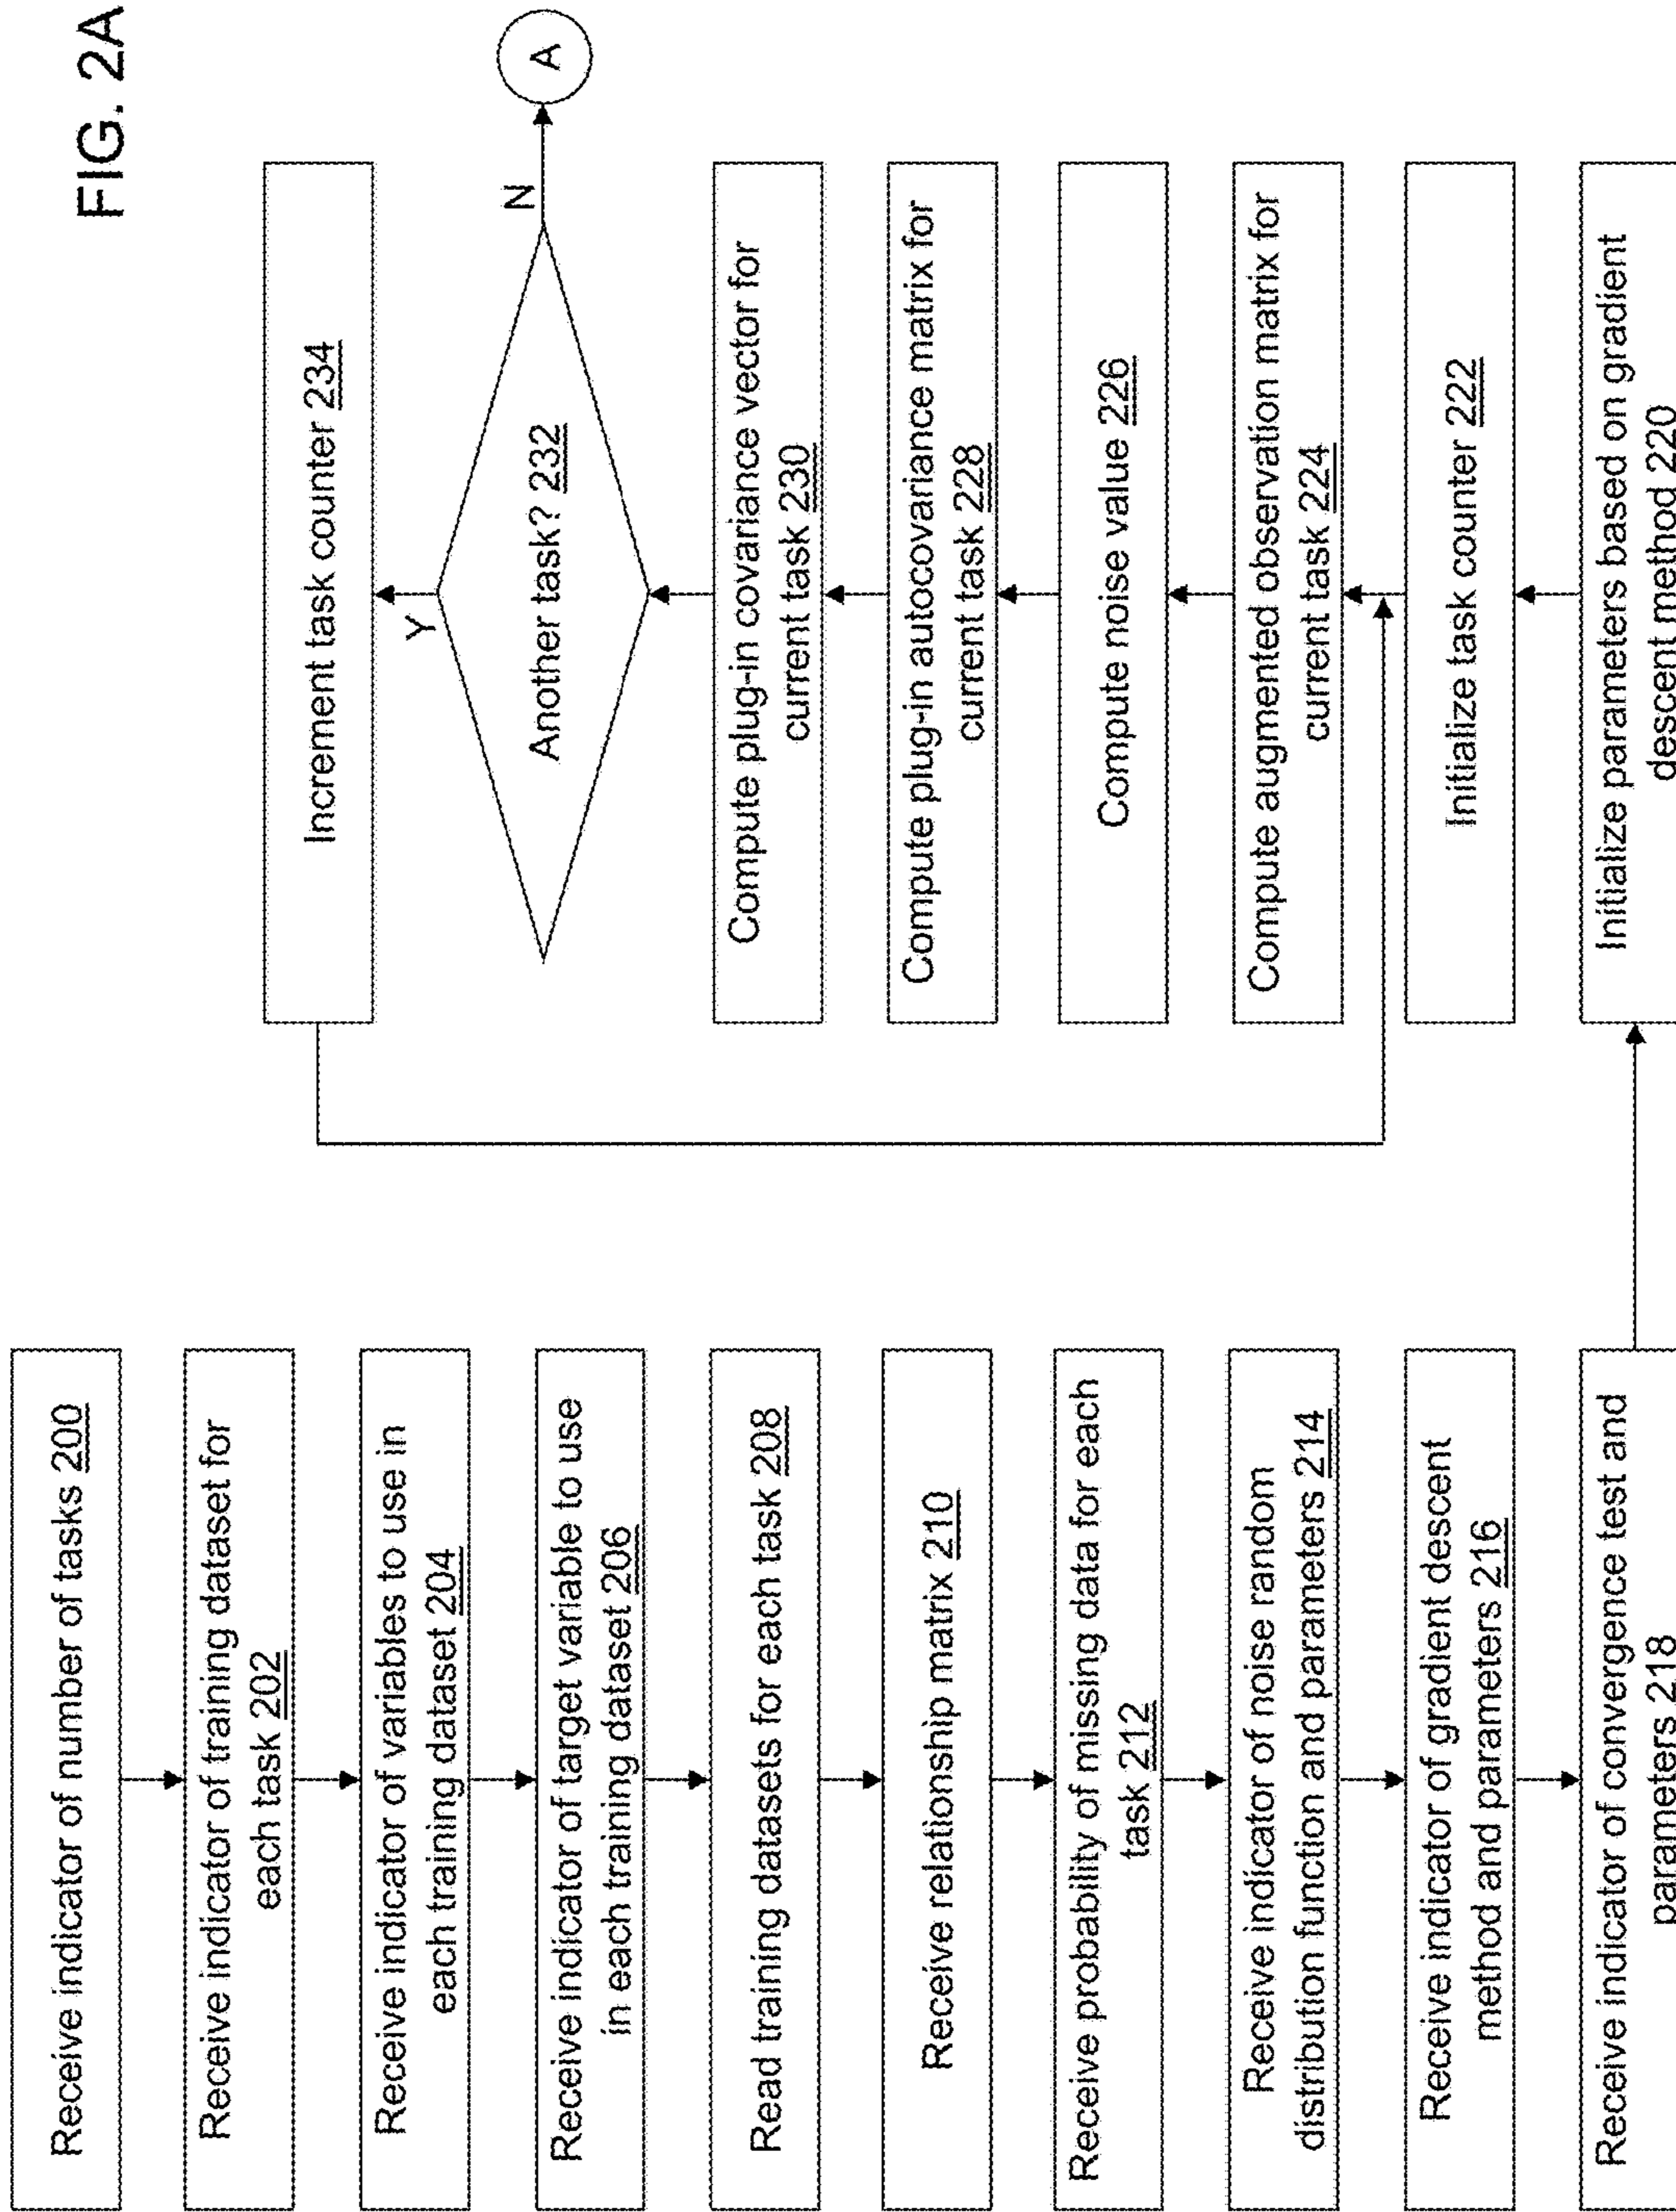 FIG. 2A
Receive indicator of number of tasks 200
Receive indicator of training dataset for
each task 202
Receive indicator of variables to use in
each training dataset 204
Receive indicator of target variable to use
in each training dataset 206
Read training datasets for each task 208
Receive relationship matrix 210
Receive probability of missing data for each
task 212
Receive indicator of noise random
distribution function and parameters 214
Receive indicator of gradient descent
method and parameters 216
Receive indicator of convergence test and
parameters 218
Initialize parameters based on gradient
descent method 220
Initialize task counter 222
Compute augmented observation matrix for
current task 224
Compute noise value 226
Compute plug-in autocovariance matrix for
current task 228
Compute plug-in covariance vector for
current task 230
Another task? 232
Y
N
A
Increment task counter 234